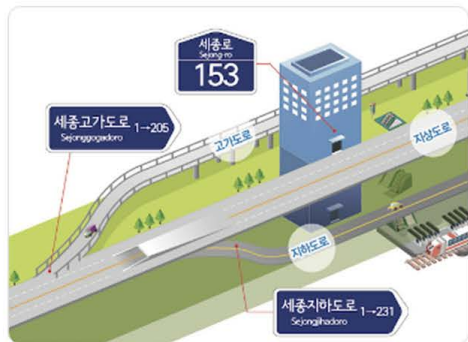 세종로
Sejong-ro
153
세종고가도로 1→205
Sejonggogadoro
고가도로
지상도로
지하도로
세종지하도로 1→231
Sejongjihadoro